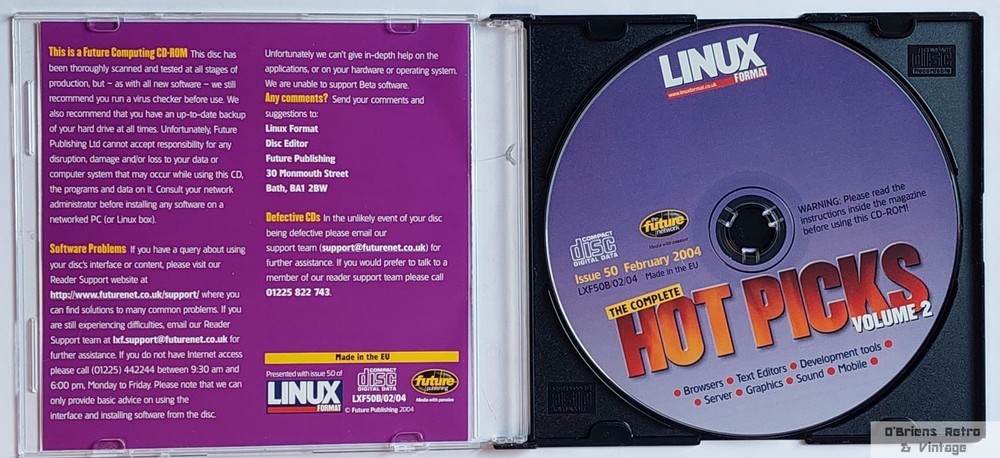 This is a Future Computing CD-ROM This disc has
been thoroughly scanned and tested at all stages of
production, but – as with all new software – we still
recommend you run a virus checker before use. We
also recommend that you have an up-to-date backup
of your hard drive at all times. Unfortunately, Future
Publishing Ltd cannot accept responsibility for any
disruption, damage and/or loss to your data or
computer system that may occur while using this CD,
the programs and data on it. Consult your network
administrator before installing any software on a
networked PC (or Linux box).
Software Problems If you have a query about using
your disc's interface or content, please visit our
Reader Support website at
http://www.futurenet.co.uk/support/ where you
can find solutions to many common problems. If you
are still experiencing difficulties, email our Reader
Support team at lxf.support@futurenet.co.uk for
further assistance. If you do not have Internet access
please call (01225) 442244 between 9:30 am and
6:00 pm, Monday to Friday. Please note that we can
only provide basic advice on using the
interface and installing software from the disc.
Unfortunately we can't give in-depth help on the
applications, or on your hardware or operating system.
We are unable to support Beta software.
Any comments? Send your comments and
suggestions to:
Linux Format
Disc Editor
Future Publishing
30 Monmouth Street
Bath, BA1 2BW
Defective CDs In the unlikely event of your disc
being defective please email our
support team (support@futurenet.co.uk) for
further assistance. If you would prefer to talk to a
member of our reader support team please call
01225 822 743.
Made in the EU
Presented with issue 50 of
LINUX
FORMAT
COMPACT
disc
DIGITAL DATA
LXF50B/02/04
© Future Publishing 2004
future
publishing
Media with passion
LINUX
FORMAT
www.linuxformat.co.uk
WARNING: Please read the
instructions inside the magazine
before using this CD-ROM!
COMPACT
disc
DIGITAL DATA
the
future
network
Media with passion
Issue 50 February 2004
LXF50B/02/04 Made in the EU
THE COMPLETE
HOT PICKS
VOLUME 2
• Browsers • Text Editors • Development tools •
• Server • Graphics • Sound • Mobile •
COMPACT
disc
O'Briens Retro
& Vintage